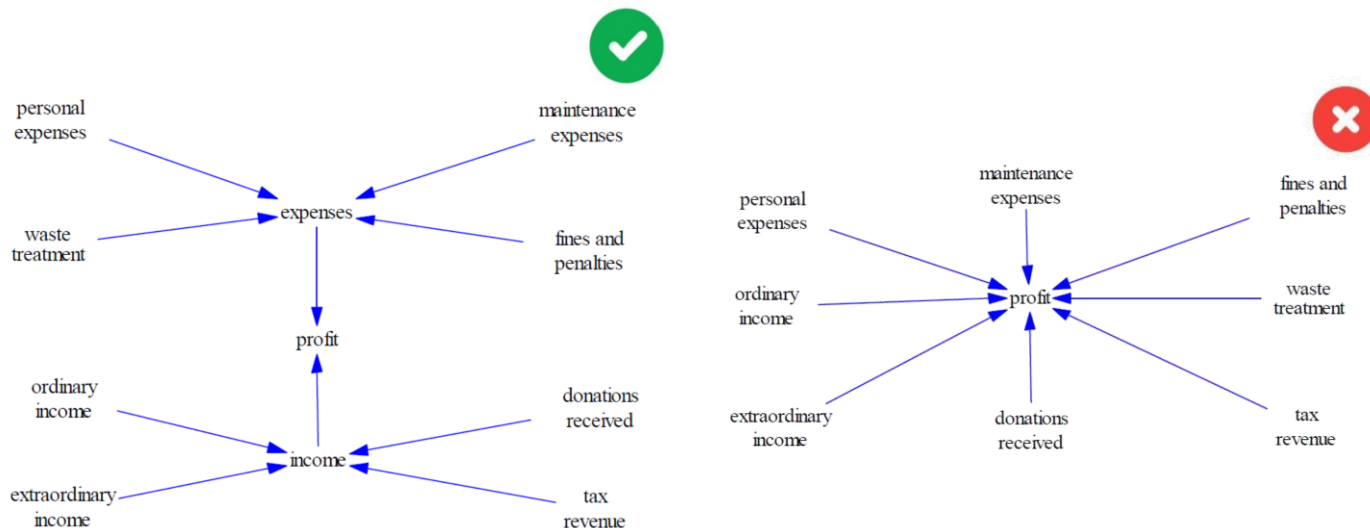 personal
expenses
maintenance
expenses
expenses
waste
treatment
fines and
penalties
profit
ordinary
income
donations
received
income
extraordinary
income
tax
revenue
maintenance
expenses
personal
expenses
fines and
penalties
ordinary
income
profit
waste
treatment
extraordinary
income
donations
received
tax
revenue